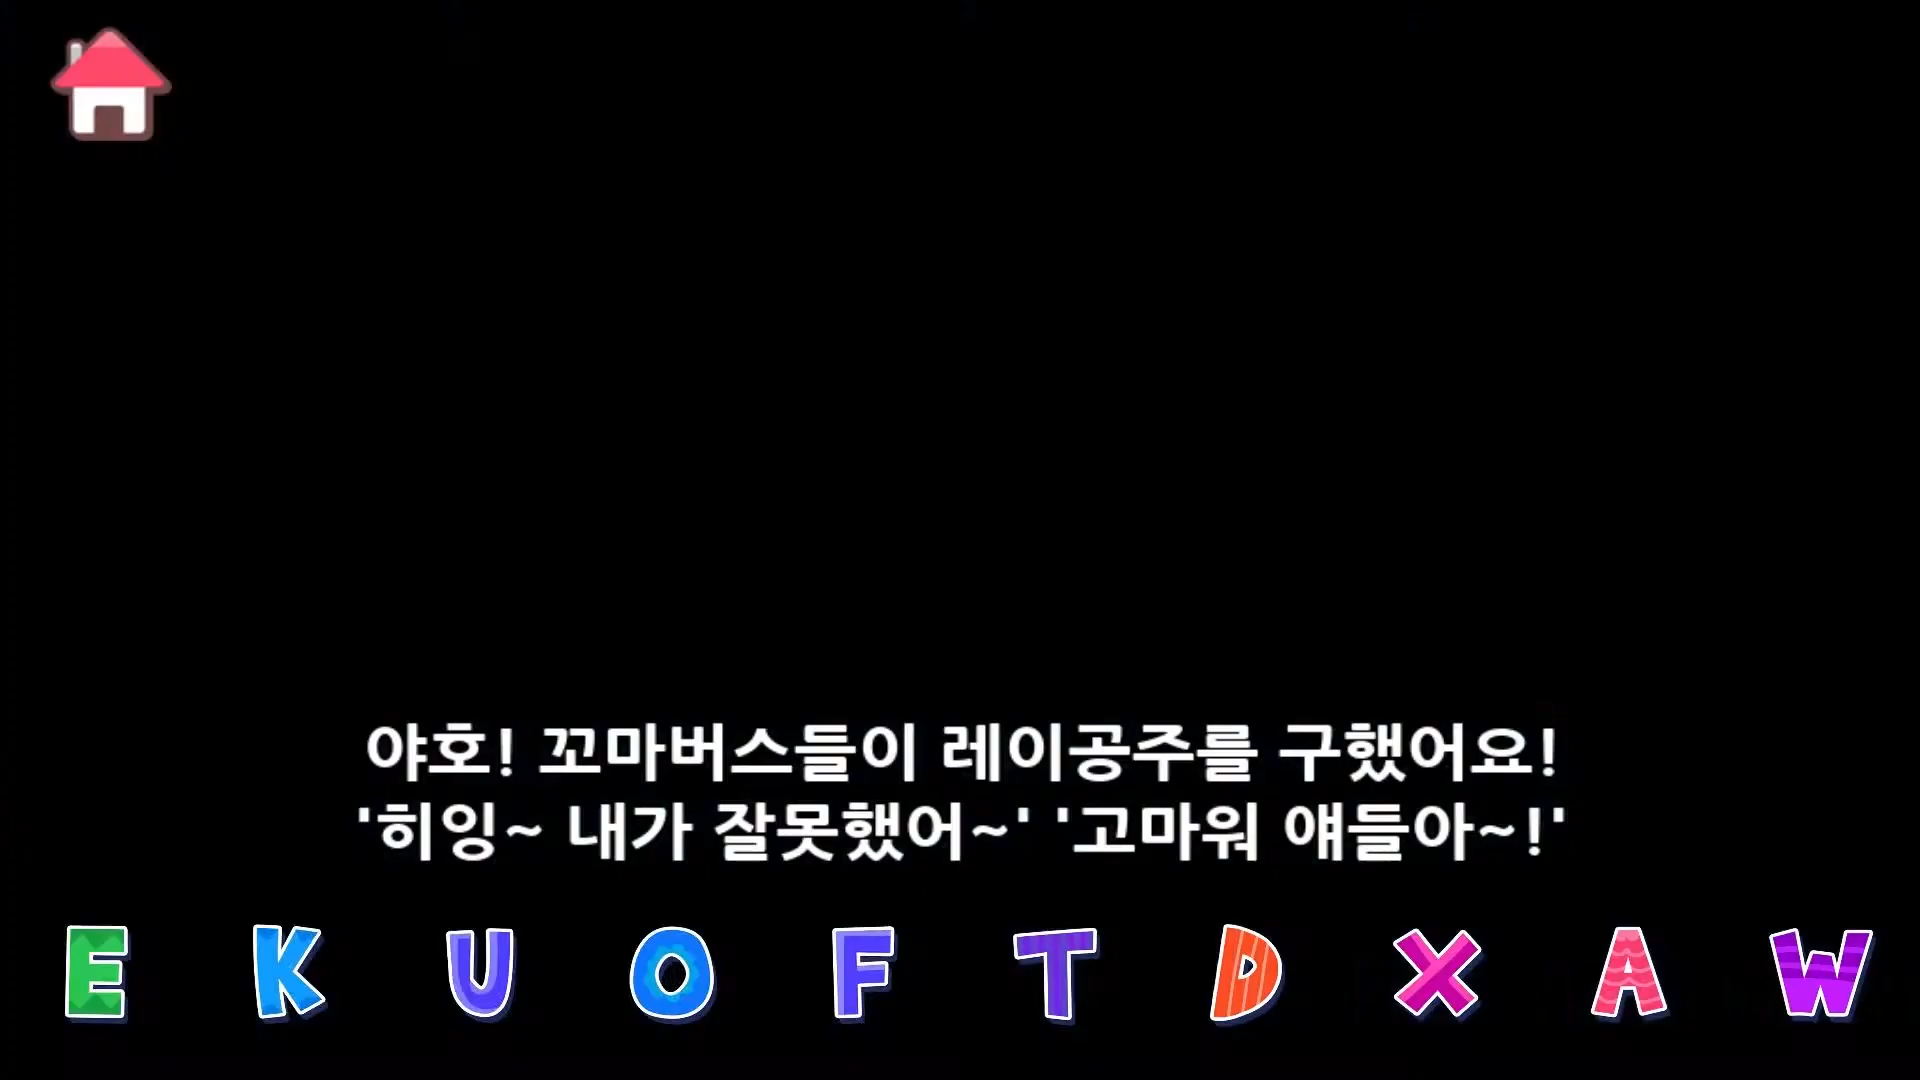 야호! 꼬마버스들이 레이공주를 구했어요!
'히잉~ 내가 잘못했어~' '고마워 얘들아~!'
E K U O F T D X A W